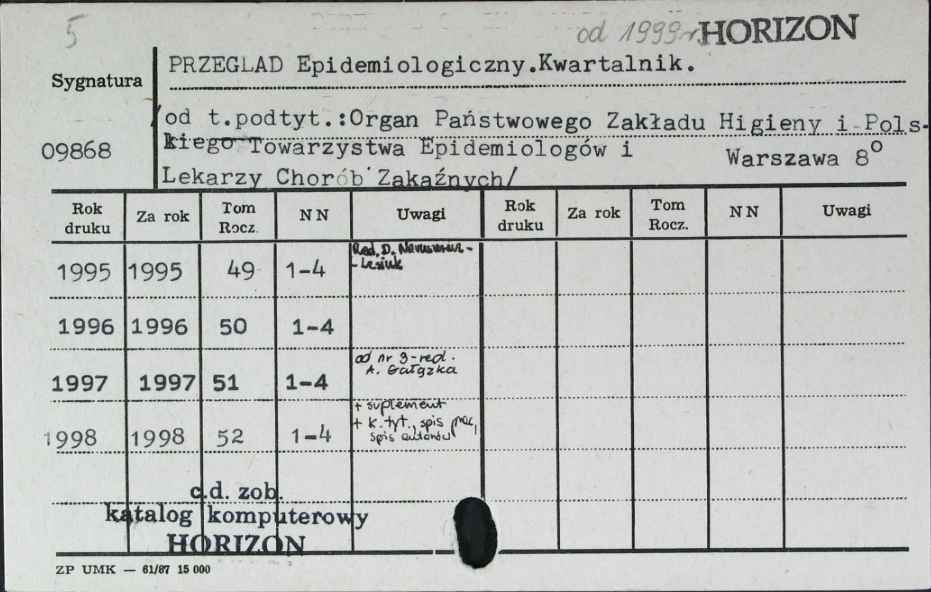 5
od 1999 r. HORIZON
Sygnatura
PRZEGLAD Epidemiologiczny.Kwartalnik.
/od t.podtyt.:Organ Państwowego Zakładu Higieny i Pols-
kiego Towarzystwa Epidemiologów i
09868
Warszawa 8°
Lekarzy Chorób Zakaźnych/
Rok druku Za rok Tom Rocz. NN Uwagi Rok druku Za rok Tom Rocz. NN Uwagi
1995 1995 49 1-4 Red. D. -
- Lesiuk
1996 1996 50 1-4
1997 1997 51 1-4 od nr 3-red.
A. Gałązka
1998 1998 52 1-4 + suplement
+ k. tyt., spis prac,
spis autorów
c.d. zob.
katalog komputerowy
HORIZON
ZP UMK — 61/87 15 000